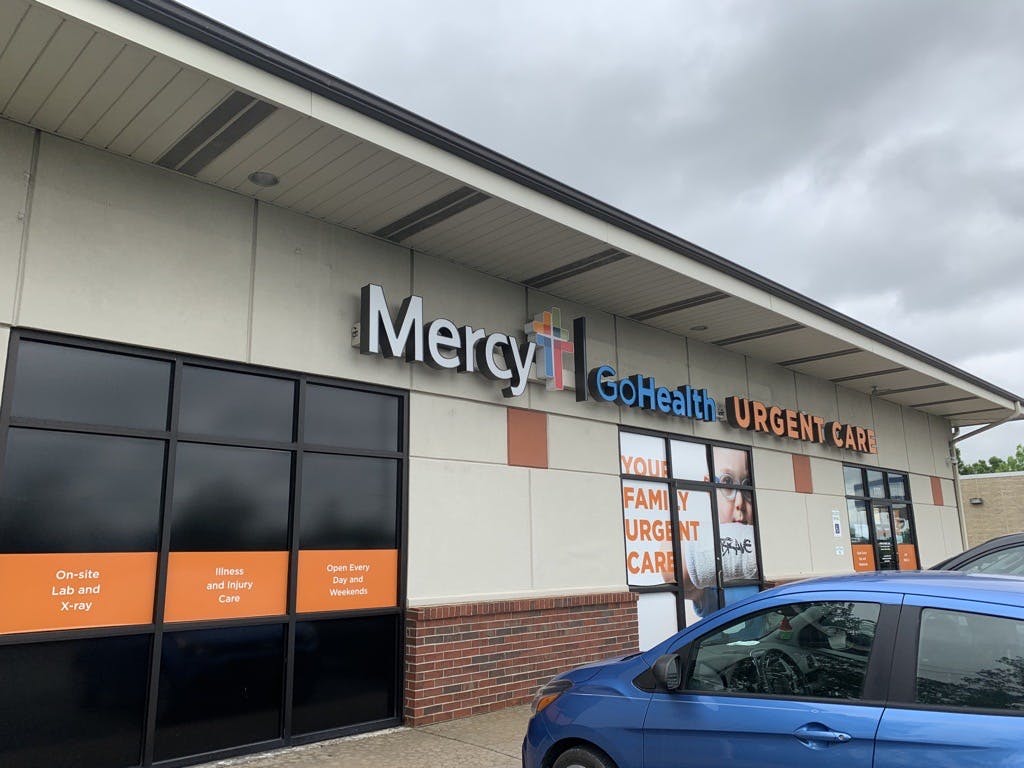 Mercy
GoHealth
URGENT CARE
On-site
Lab and
X-ray
Illness
and Injury
Care
Open Every
Day and
Weekends
YOUR
FAMILY
URGENT
CARE
BRAVE